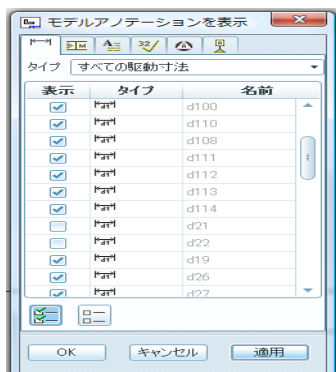 モデルアノテーションを表示
タイプ すべての駆動寸法
表示 タイプ 名前
d100
d110
d108
d111
d112
d113
d114
d21
d22
d19
d26
d27
OK キャンセル 適用